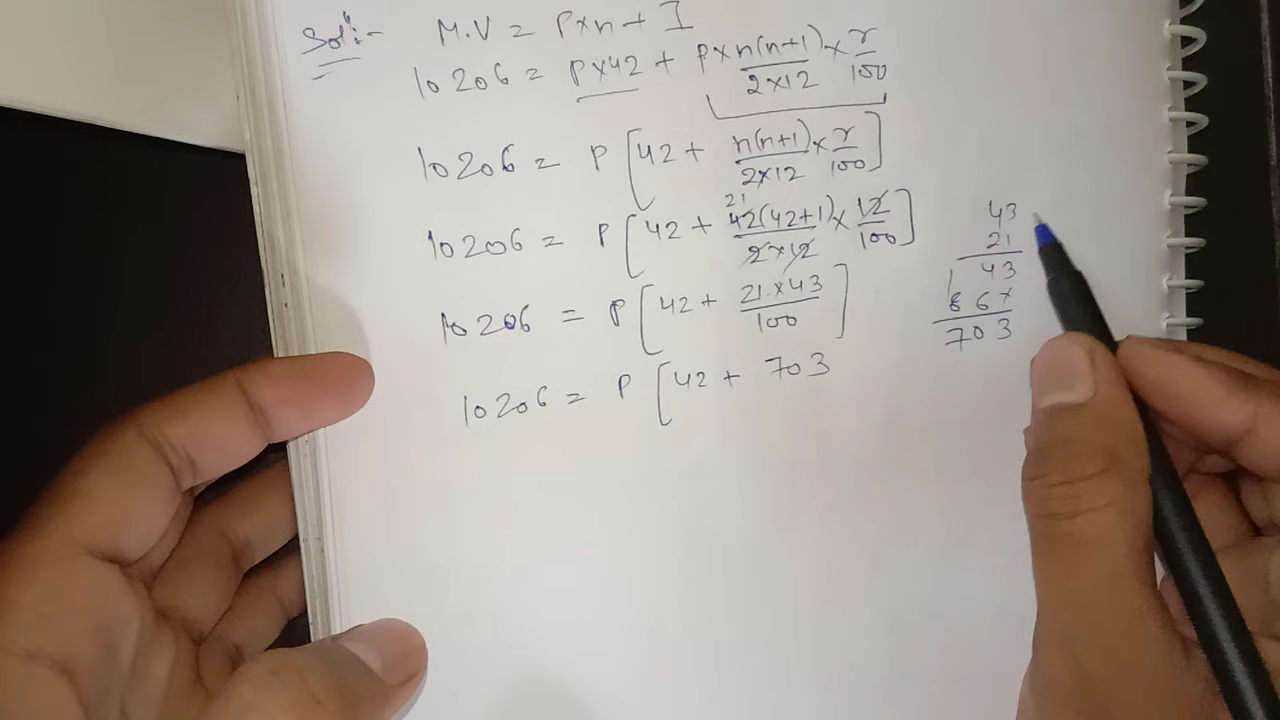 Sol:- M.V = P×n + I
10206 = P×42 + P×n(n+1)/2×12 × r/100
10206 = P[42 + n(n+1)/2×12 × r/100]
10206 = P[42 + 42(42+1)/2×12 × 12/100]
21
10206 = P[42 + 21×43/100]
10206 = P[42 + 703
43
21
43
1
86×
703